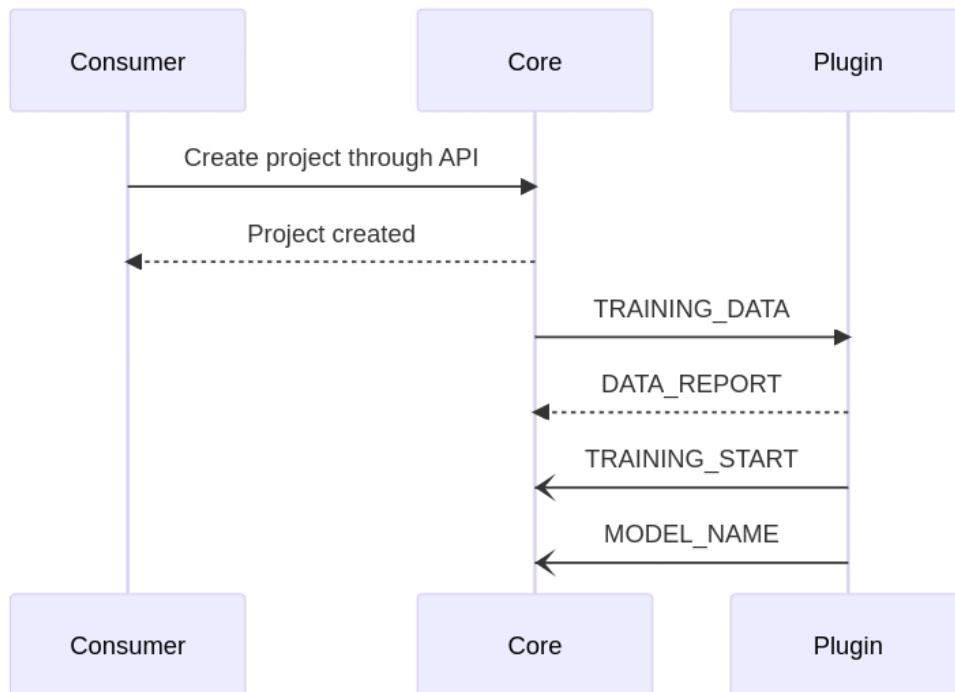 Consumer
Core
Plugin
Create project through API
Project created
TRAINING_DATA
DATA_REPORT
TRAINING_START
MODEL_NAME
Consumer
Core
Plugin